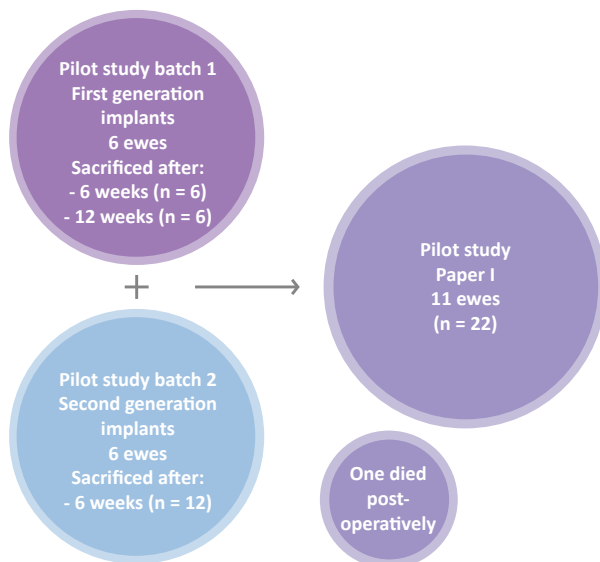 Pilot study batch 1
First generation
implants
6 ewes
Sacrificed after:
- 6 weeks (n = 6)
- 12 weeks (n = 6)
+
Pilot study batch 2
Second generation
implants
6 ewes
Sacrificed after:
- 6 weeks (n = 12)
Pilot study
Paper I
11 ewes
(n = 22)
One died
post-
operatively